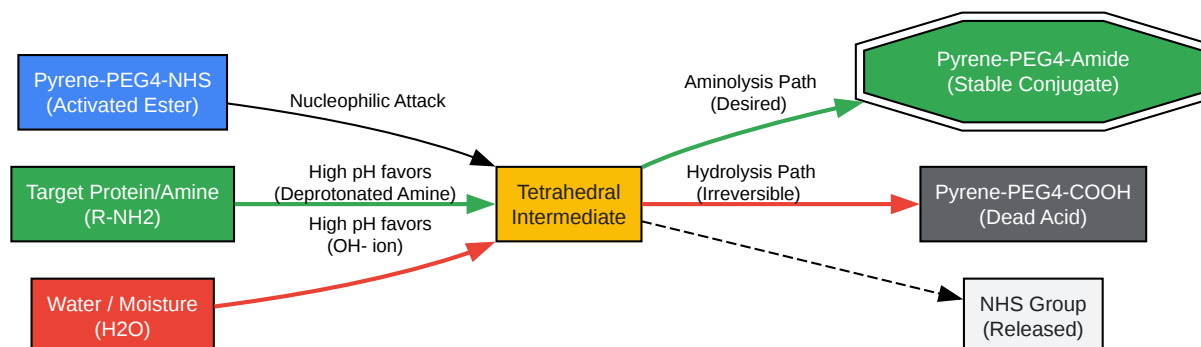 Pyrene-PEG4-NHS
(Activated Ester)
Nucleophilic Attack
Target Protein/Amine
(R-NH2)
High pH favors
(Deprotonated Amine)
Water / Moisture
(H2O)
High pH favors
(OH- ion)
Tetrahedral
Intermediate
Aminolysis Path
(Desired)
Pyrene-PEG4-Amide
(Stable Conjugate)
Hydrolysis Path
(Irreversible)
Pyrene-PEG4-COOH
(Dead Acid)
NHS Group
(Released)